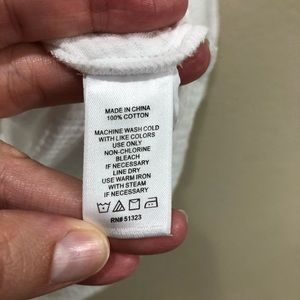 MADE IN CHINA
100% COTTON
MACHINE WASH COLD
WITH LIKE COLORS
USE ONLY
NON-CHLORINE
BLEACH
IF NECESSARY
LINE DRY
USE WARM IRON
WITH STEAM
IF NECESSARY
RN# 51323